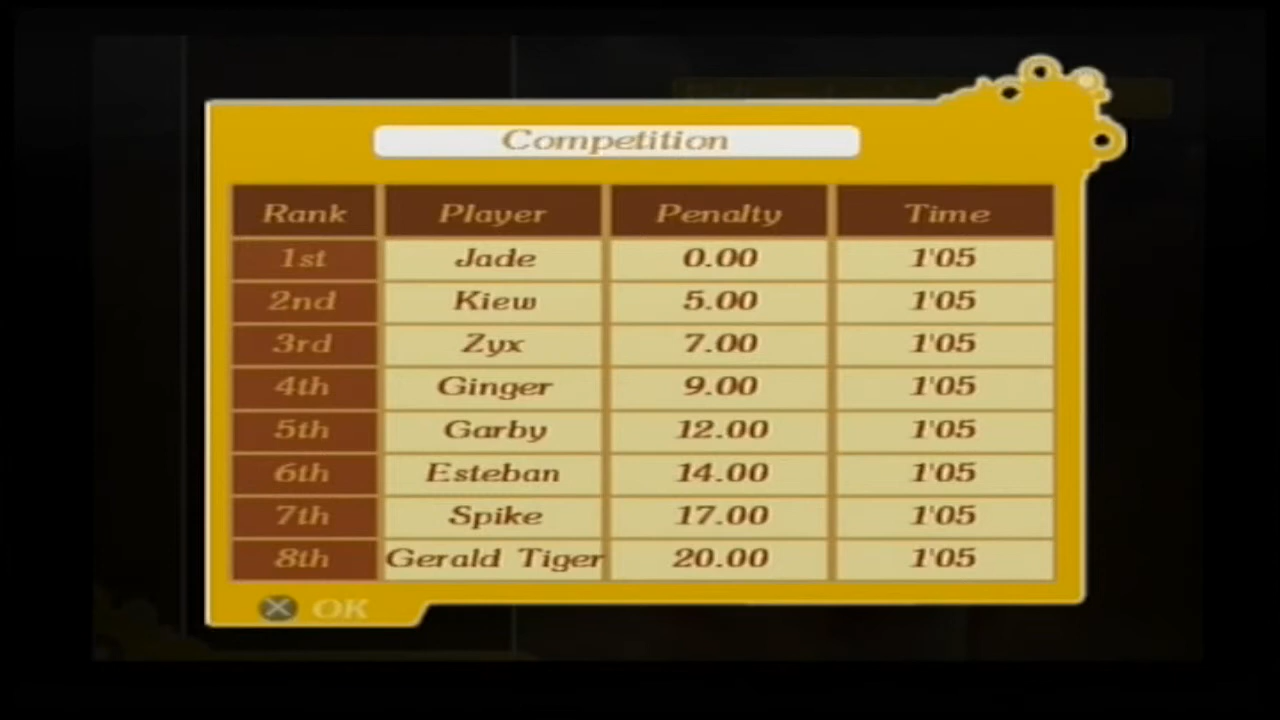 Competition
Rank Player Penalty Time
1st Jade 0.00 1'05
2nd Kiew 5.00 1'05
3rd Zyx 7.00 1'05
4th Ginger 9.00 1'05
5th Garby 12.00 1'05
6th Esteban 14.00 1'05
7th Spike 17.00 1'05
8th Gerald Tiger 20.00 1'05
OK